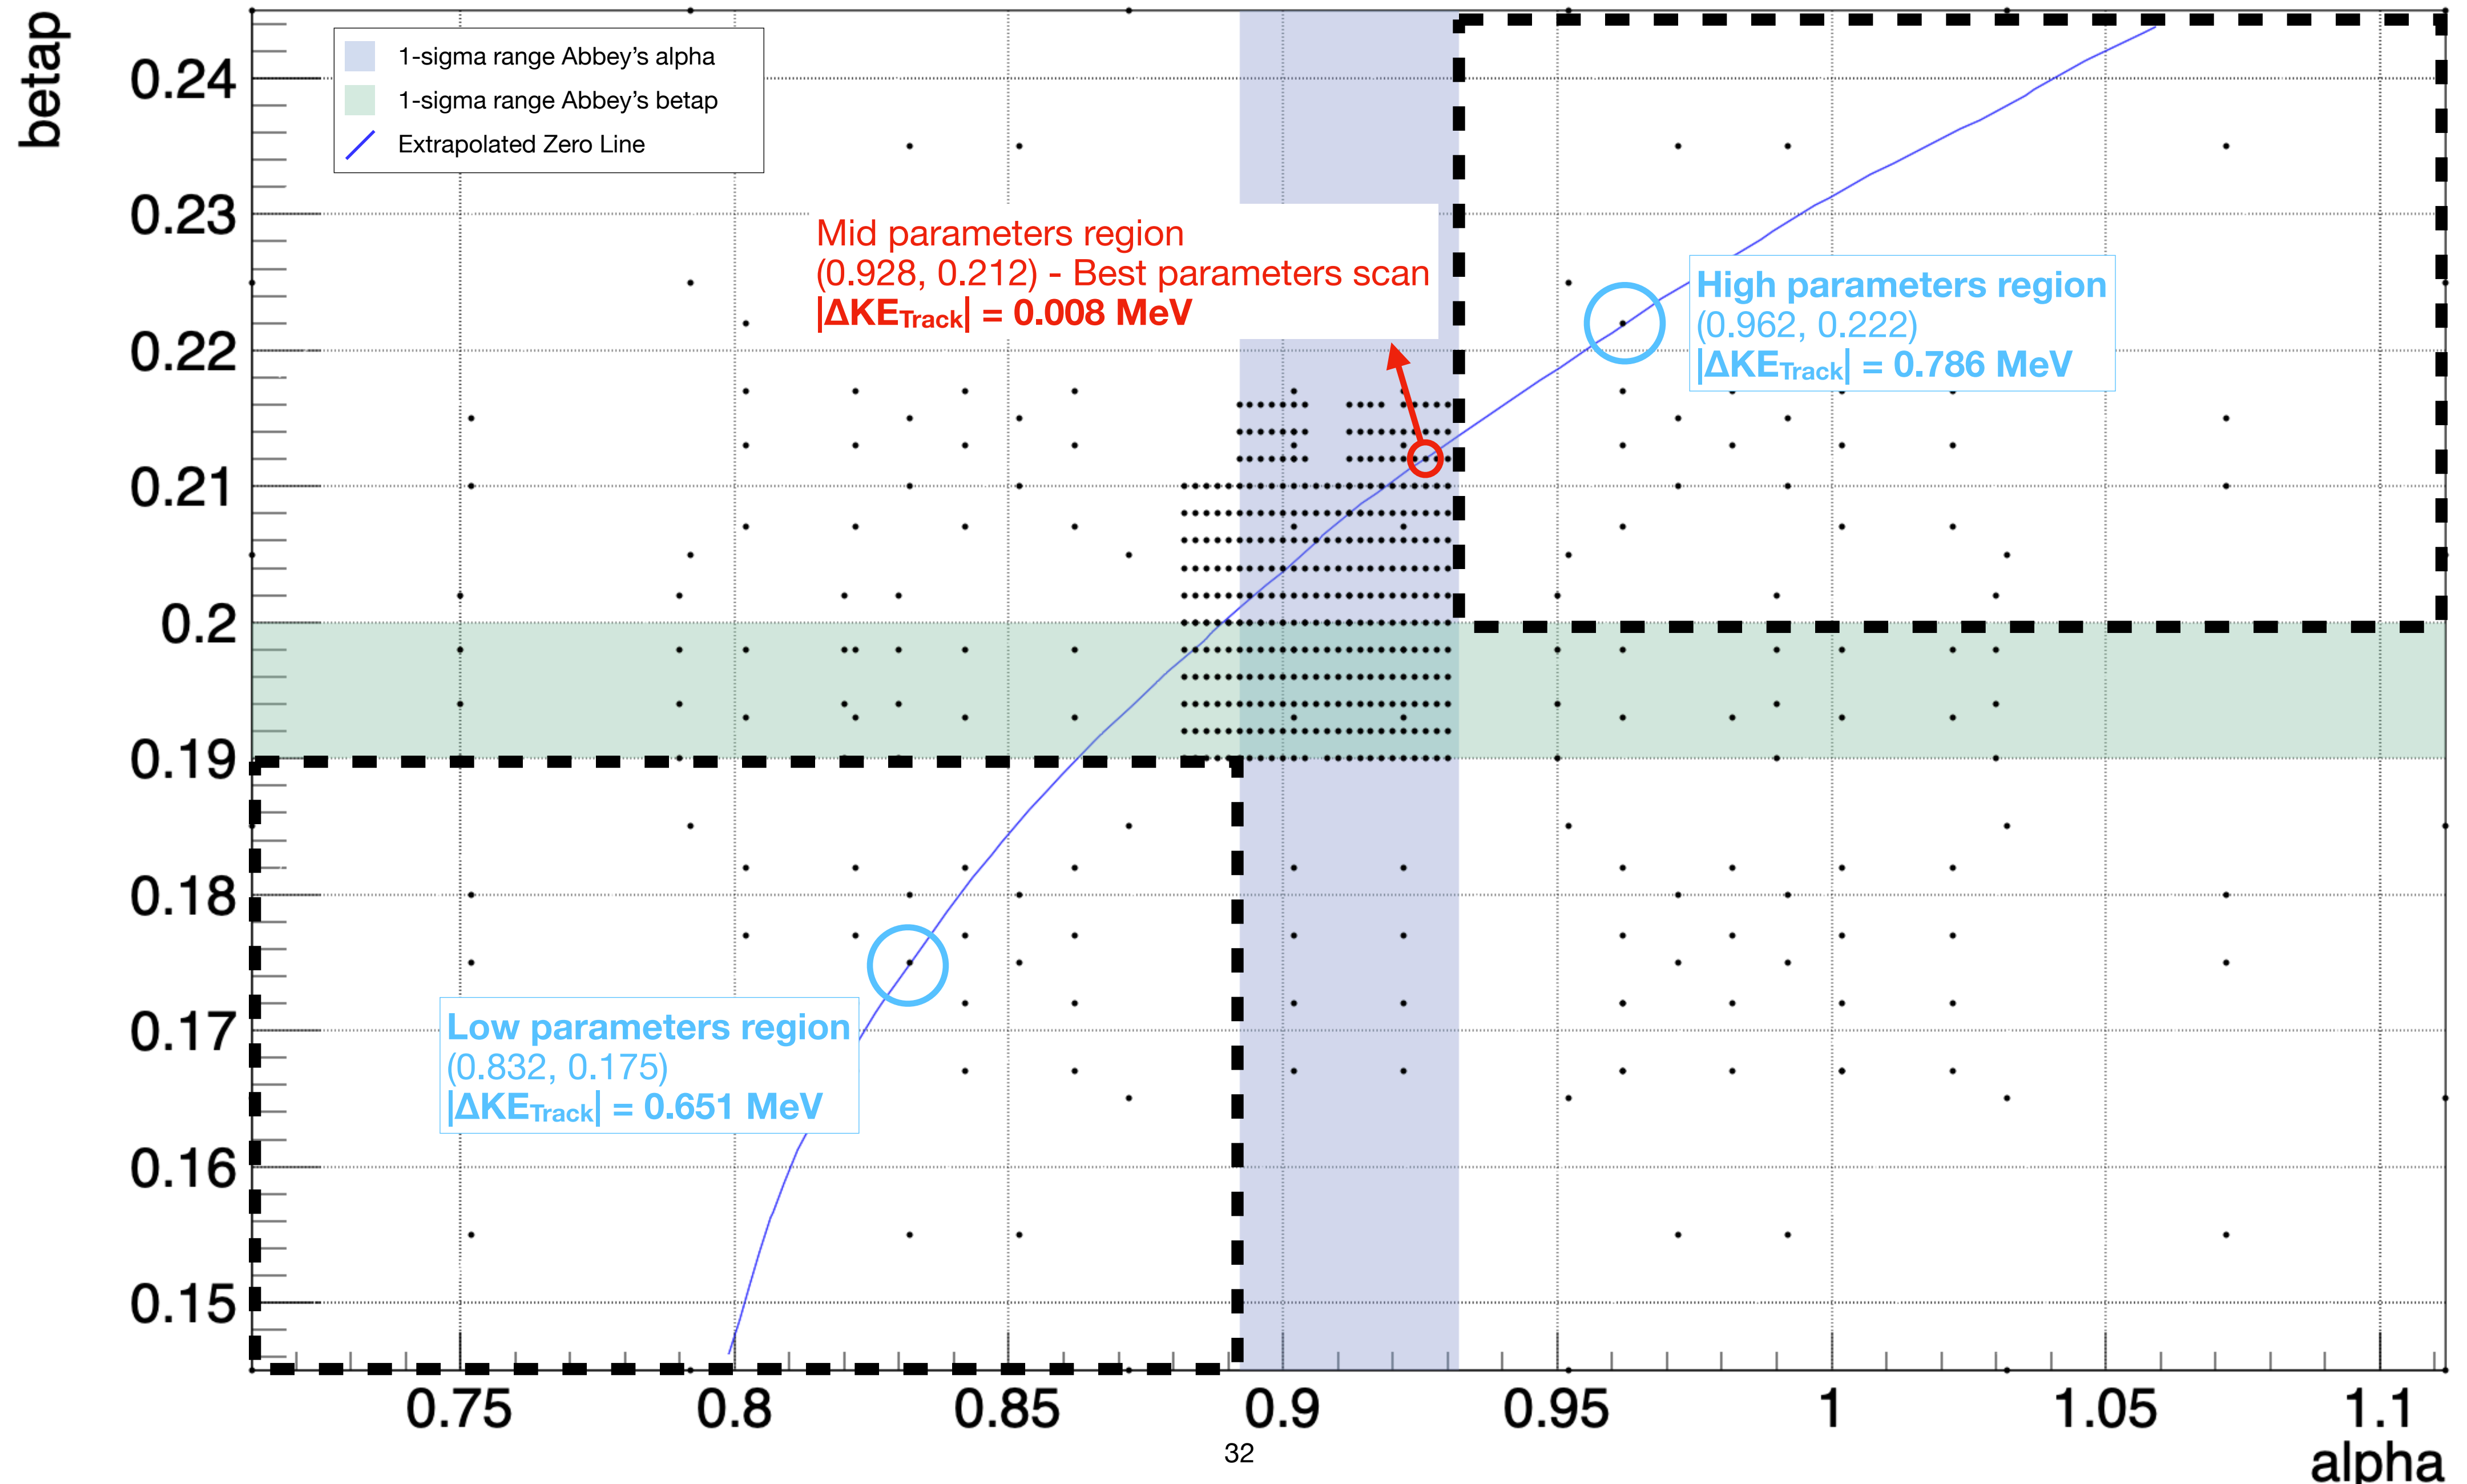 betap
0.24
0.23
0.22
0.21
0.2
0.19
0.18
0.17
0.16
0.15
1-sigma range Abbey's alpha
1-sigma range Abbey's betap
Extrapolated Zero Line
Mid parameters region
(0.928, 0.212) - Best parameters scan
|ΔKETrack| = 0.008 MeV
High parameters region
(0.962, 0.222)
|ΔKETrack| = 0.786 MeV
Low parameters region
(0.832, 0.175)
|ΔKETrack| = 0.651 MeV
0.75 0.8 0.85 0.9 0.95 1 1.05 1.1
alpha
32